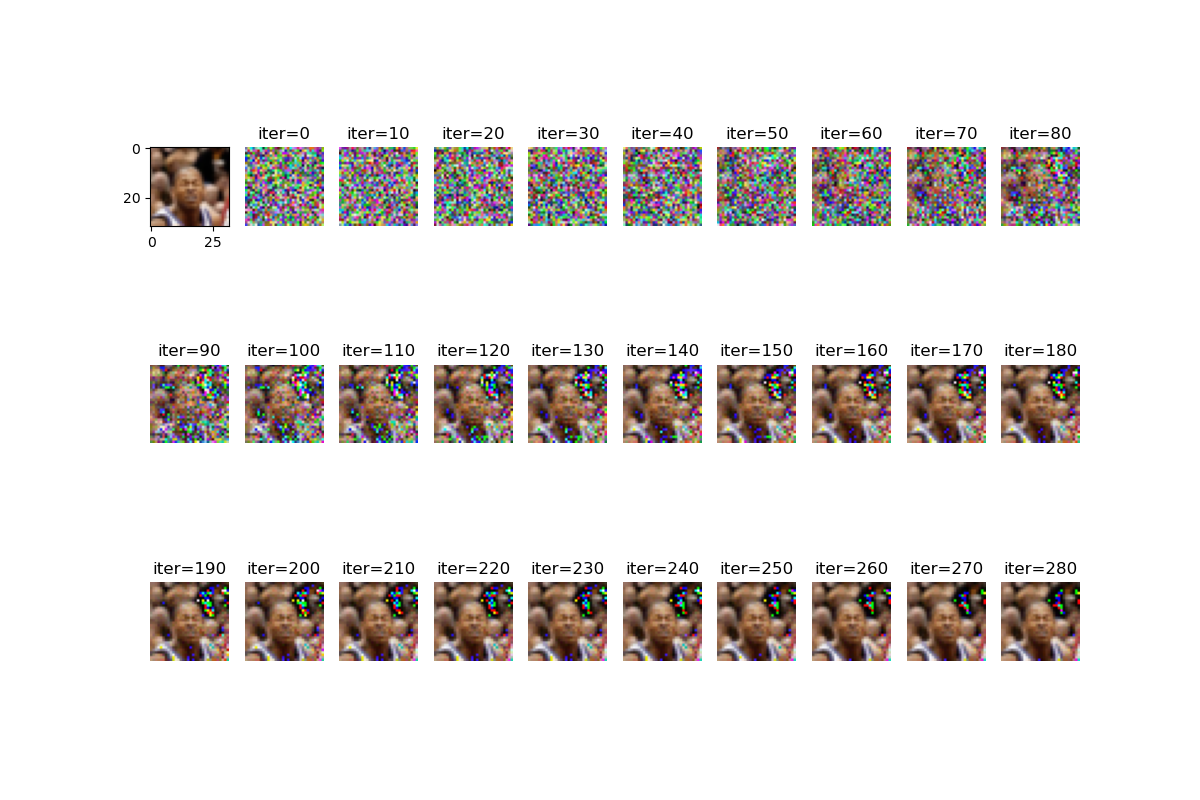 iter=0 iter=10 iter=20 iter=30 iter=40 iter=50 iter=60 iter=70 iter=80
0
20
0 25
iter=90 iter=100 iter=110 iter=120 iter=130 iter=140 iter=150 iter=160 iter=170 iter=180
iter=190 iter=200 iter=210 iter=220 iter=230 iter=240 iter=250 iter=260 iter=270 iter=280